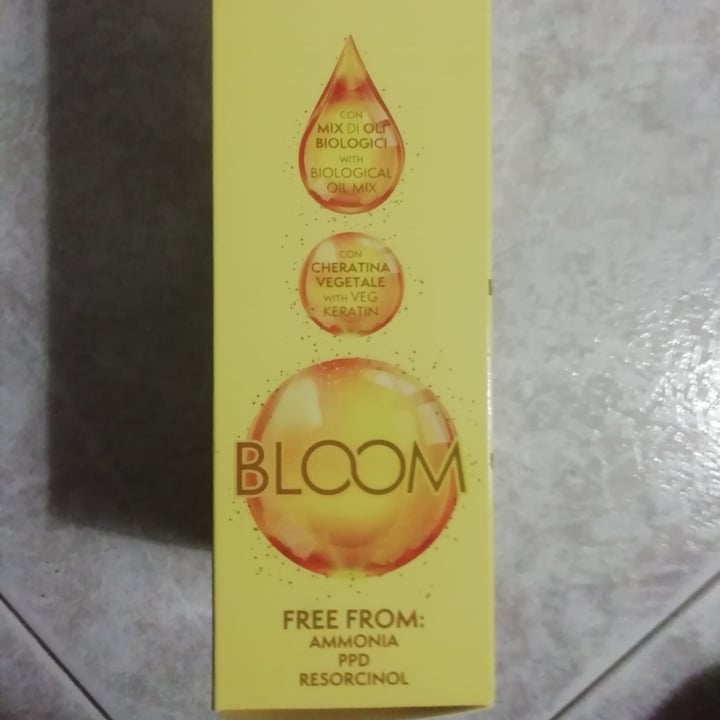 CON
MIX DI OLI
BIOLOGICI
WITH
BIOLOGICAL
OIL MIX
CON
CHERATINA
VEGETALE
WITH VEG
KERATIN
BLOOM
FREE FROM:
AMMONIA
PPD
RESORCINOL